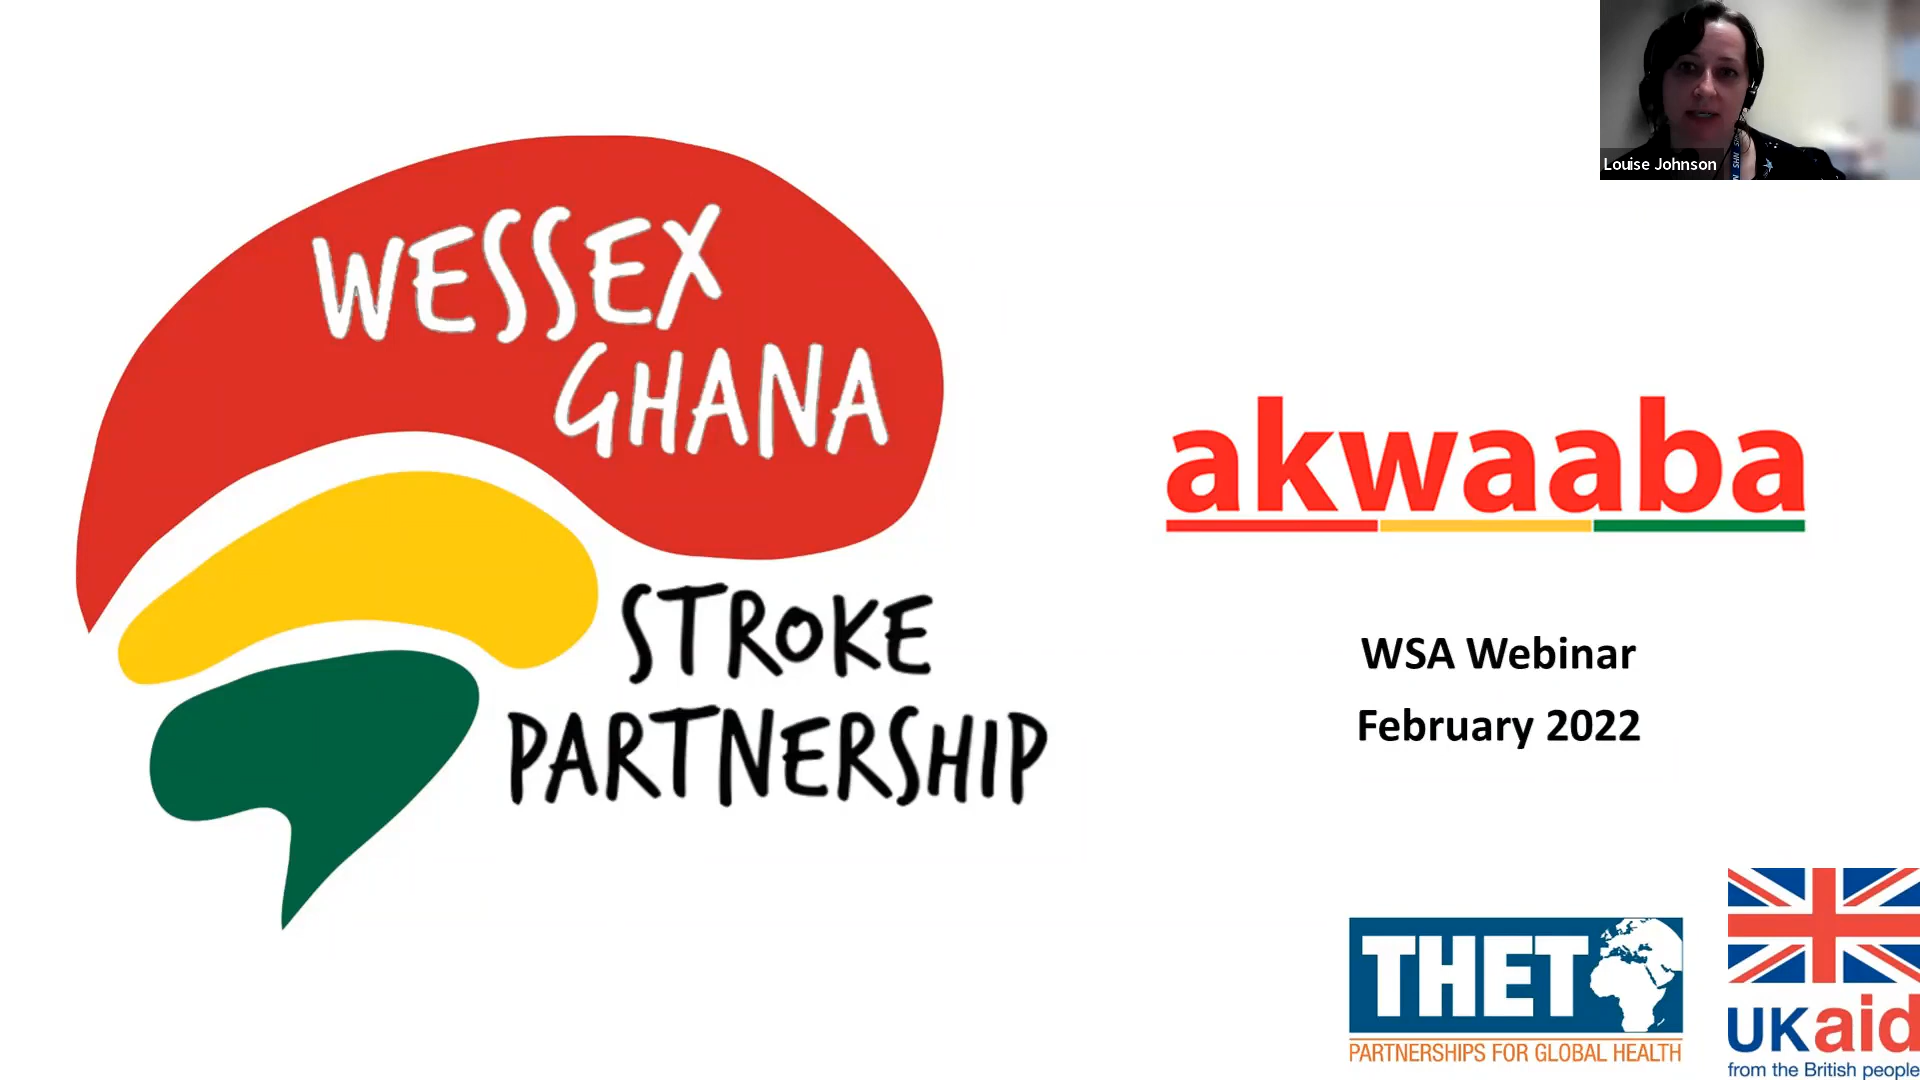 WESSEX
GHANA
STROKE
PARTNERSHIP
akwaaba
WSA Webinar
February 2022
THET
PARTNERSHIPS FOR GLOBAL HEALTH
UKaid
from the British people
Louise Johnson
NHS